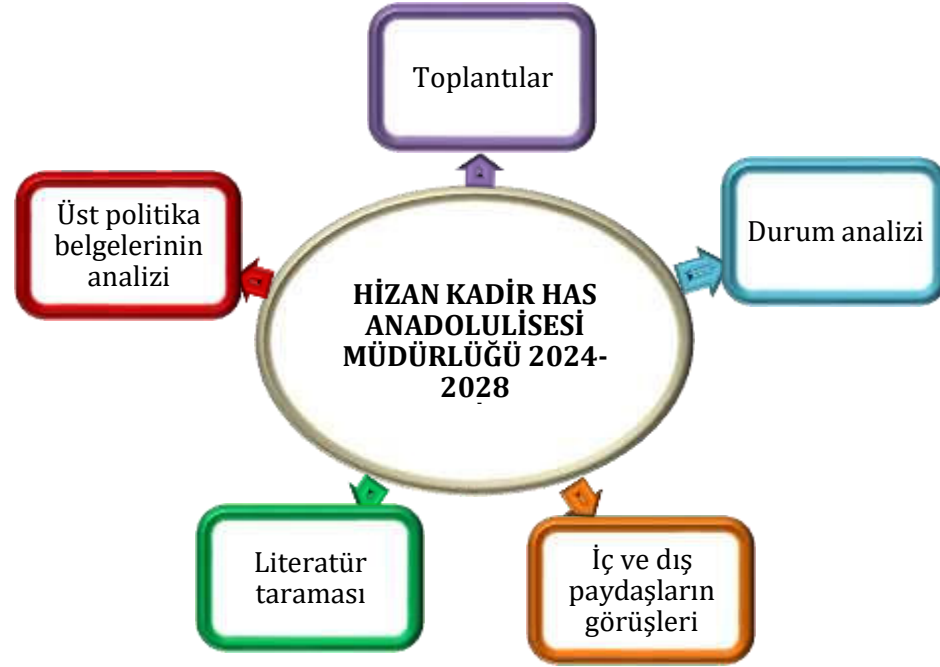 Toplantılar
Üst politika
belgelerinin
analizi
Durum analizi
HİZAN KADİR HAS
ANADOLULİSESİ
MÜDÜRLÜĞÜ 2024-
2028
Literatür
taraması
İç ve dış
paydaşların
görüşleri